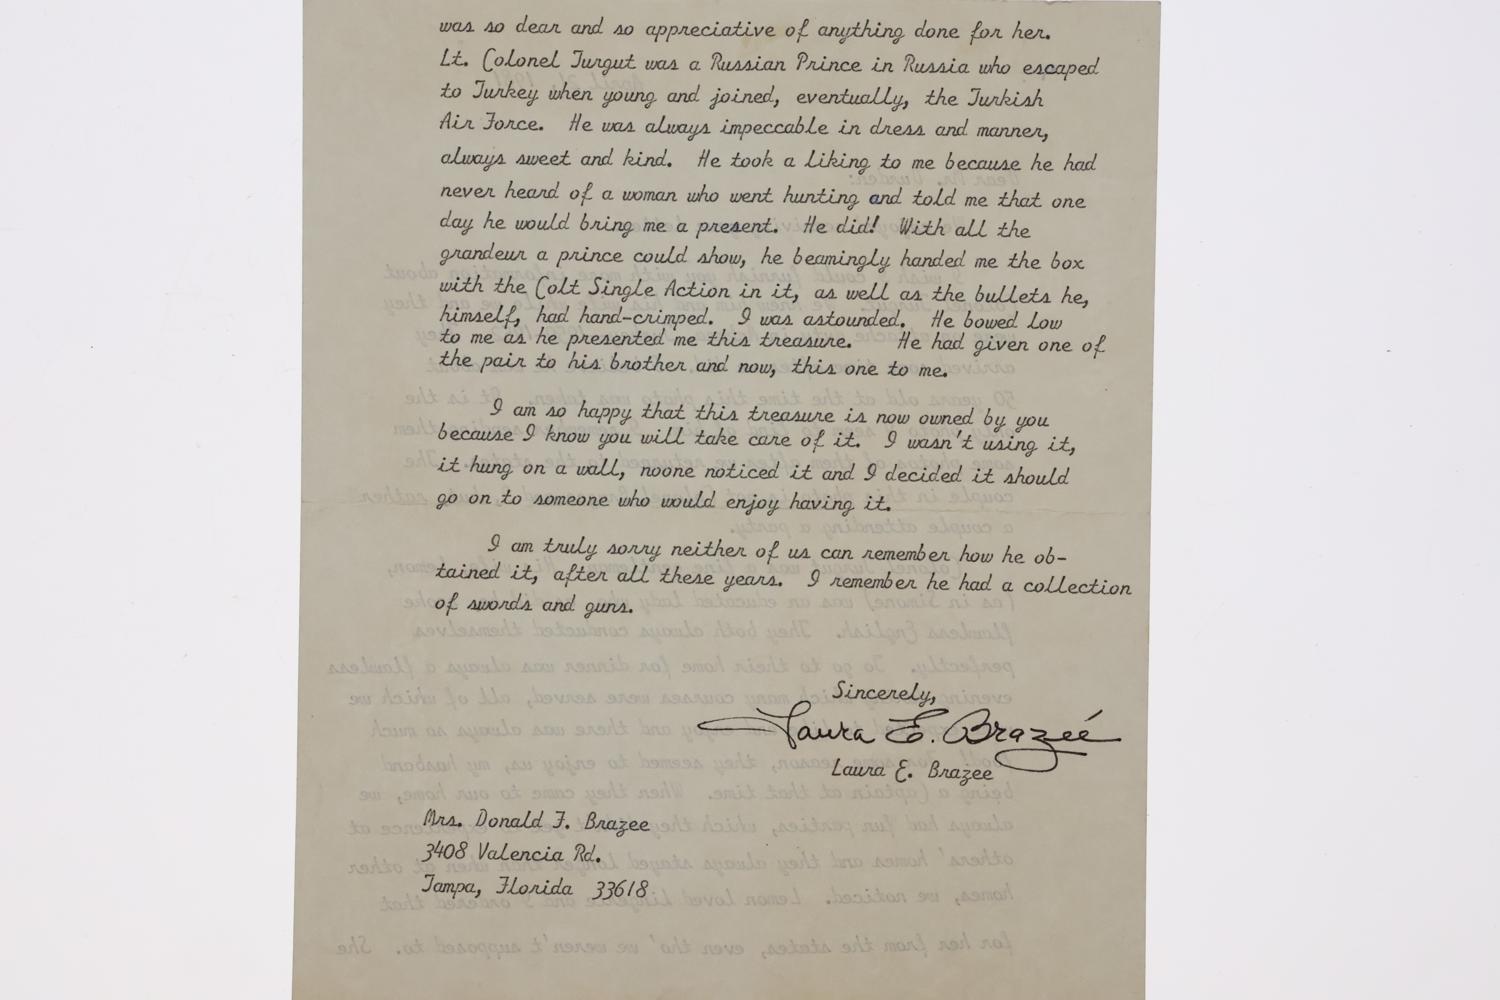 was so dear and so appreciative of anything done for her.
Lt. Colonel Turgut was a Russian Prince in Russia who escaped
to Turkey when young and joined, eventually, the Turkish
Air Force. He was always impeccable in dress and manner,
always sweet and kind. He took a liking to me because he had
never heard of a woman who went hunting and told me that one
day he would bring me a present. He did! With all the
grandeur a prince could show, he beamingly handed me the box
with the Colt Single Action in it, as well as the bullets he,
himself, had hand-crimped. I was astounded. He bowed low
to me as he presented me this treasure. He had given one of
the pair to his brother and now, this one to me.
I am so happy that this treasure is now owned by you
because I know you will take care of it. I wasn't using it,
it hung on a wall, noone noticed it and I decided it should
go on to someone who would enjoy having it.
I am truly sorry neither of us can remember how he ob-
tained it, after all these years. I remember he had a collection
of swords and guns.
Sincerely,
Laura E. Brazeé
Laura E. Brazee
Mrs. Donald F. Brazee
3408 Valencia Rd.
Tampa, Florida 33618